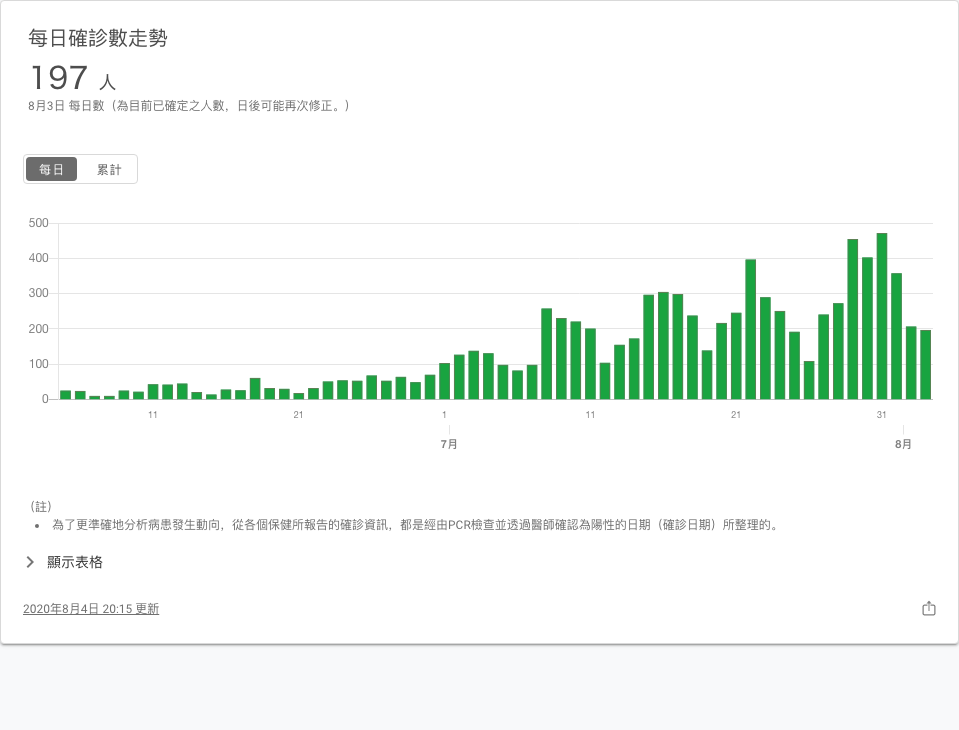 每日確診數走勢
197 人
8月3日 每日數（為目前已確定之人數，日後可能再次修正。）
每日 累計
500
400
300
200
100
0
11 21 1 11 21 31
7月 8月
（註）
• 為了更準確地分析病患發生動向，從各個保健所報告的確診資訊，都是經由PCR檢查並透過醫師確認為陽性的日期（確診日期）所整理的。
顯示表格
2020年8月4日 20:15 更新